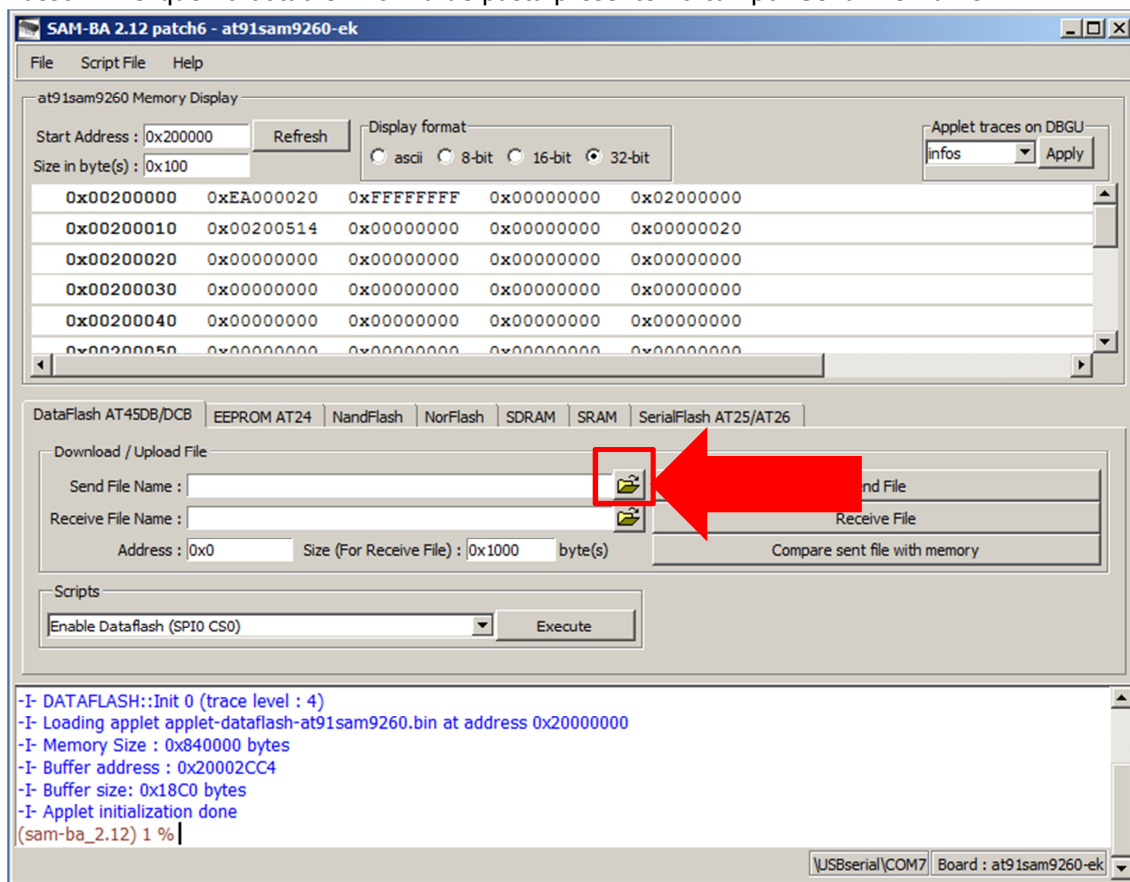 SAM-BA 2.12 patch6 - at91sam9260-ek
File Script File Help
at91sam9260 Memory Display
Start Address : 0x200000 Refresh
Size in byte(s) : 0x100
Display format
ascii 8-bit 16-bit 32-bit
Applet traces on DBGU
infos Apply
0x00200000 0xEA000020 0xFFFFFFFF 0x00000000 0x02000000
0x00200010 0x00200514 0x00000000 0x00000000 0x00000020
0x00200020 0x00000000 0x00000000 0x00000000 0x00000000
0x00200030 0x00000000 0x00000000 0x00000000 0x00000000
0x00200040 0x00000000 0x00000000 0x00000000 0x00000000
0x00200050 0x00000000 0x00000000 0x00000000 0x00000000
DataFlash AT45DB/DCB EEPROM AT24 NandFlash NorFlash SDRAM SRAM SerialFlash AT25/AT26
Download / Upload File
Send File Name :
nd File
Receive File Name :
Receive File
Address : 0x0 Size (For Receive File) : 0x1000 byte(s)
Compare sent file with memory
Scripts
Enable Dataflash (SPI0 CS0) Execute
-I- DATAFLASH::Init 0 (trace level : 4)
-I- Loading applet applet-dataflash-at91sam9260.bin at address 0x20000000
-I- Memory Size : 0x840000 bytes
-I- Buffer address : 0x20002CC4
-I- Buffer size: 0x18C0 bytes
-I- Applet initialization done
(sam-ba_2.12) 1 %
\USBserial\COM7 Board : at91sam9260-ek